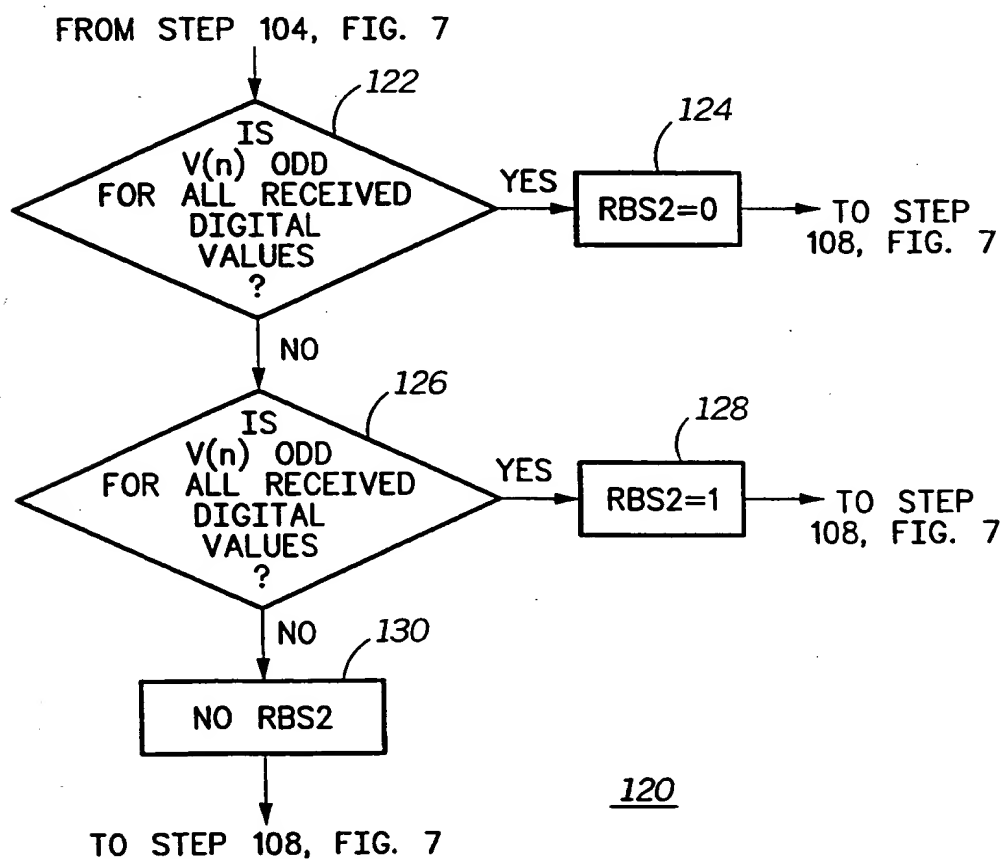 FROM STEP 104, FIG. 7
122
IS
V(n) ODD
FOR ALL RECEIVED
DIGITAL
VALUES
?
YES
124
RBS2=0
TO STEP
108, FIG. 7
NO
126
IS
V(n) ODD
FOR ALL RECEIVED
DIGITAL
VALUES
?
YES
128
RBS2=1
TO STEP
108, FIG. 7
NO
130
NO RBS2
TO STEP 108, FIG. 7
120